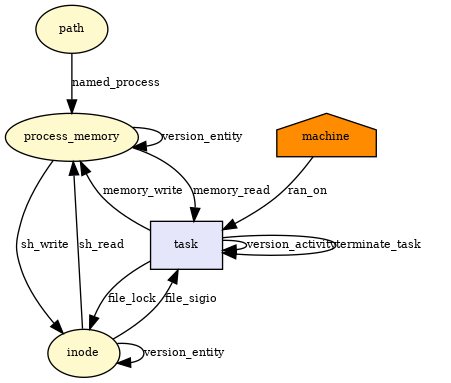 path
named_process
process_memory
version_entity
machine
memory_write
memory_read
ran_on
sh_write
sh_read
task
version_activity
terminate_task
file_lock
file_sigio
inode
version_entity